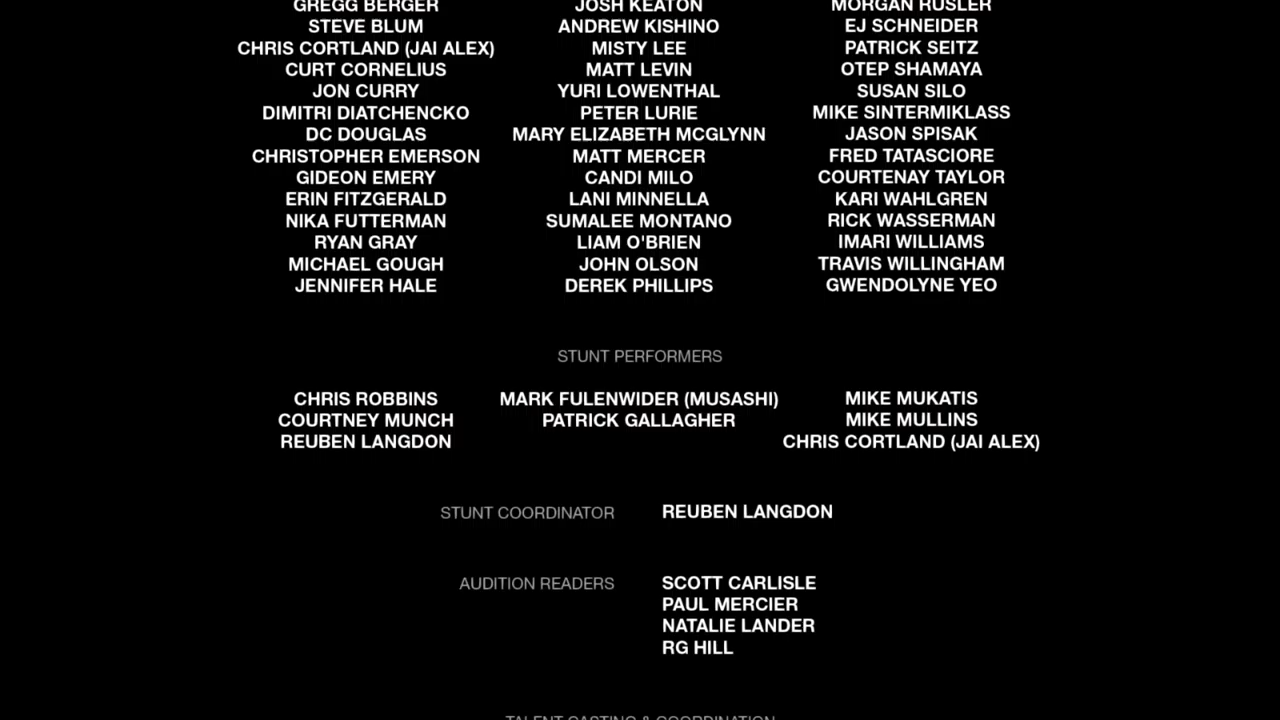 GREGG BERGER JOSH KEATON MORGAN RUSLER
STEVE BLUM ANDREW KISHINO EJ SCHNEIDER
CHRIS CORTLAND (JAI ALEX) MISTY LEE PATRICK SEITZ
CURT CORNELIUS MATT LEVIN OTEP SHAMAYA
JON CURRY YURI LOWENTHAL SUSAN SILO
DIMITRI DIATCHENCKO PETER LURIE MIKE SINTERMIKLASS
DC DOUGLAS MARY ELIZABETH MCGLYNN JASON SPISAK
CHRISTOPHER EMERSON MATT MERCER FRED TATASCIORE
GIDEON EMERY CANDI MILO COURTENAY TAYLOR
ERIN FITZGERALD LANI MINNELLA KARI WAHLGREN
NIKA FUTTERMAN SUMALEE MONTANO RICK WASSERMAN
RYAN GRAY LIAM O'BRIEN IMARI WILLIAMS
MICHAEL GOUGH JOHN OLSON TRAVIS WILLINGHAM
JENNIFER HALE DEREK PHILLIPS GWENDOLYNE YEO
STUNT PERFORMERS
CHRIS ROBBINS MARK FULENWIDER (MUSASHI) MIKE MUKATIS
COURTNEY MUNCH PATRICK GALLAGHER MIKE MULLINS
REUBEN LANGDON CHRIS CORTLAND (JAI ALEX)
STUNT COORDINATOR REUBEN LANGDON
AUDITION READERS SCOTT CARLISLE
PAUL MERCIER
NATALIE LANDER
RG HILL
TALENT CASTING & COORDINATION